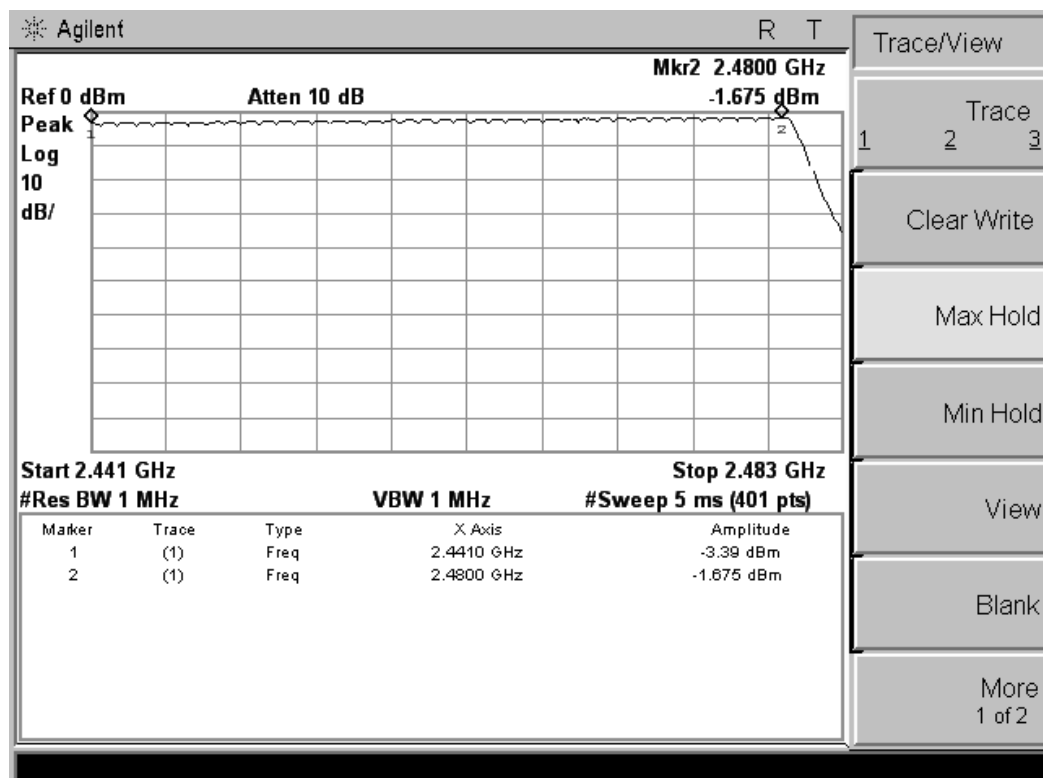 Agilent R T
Mkr2 2.4800 GHz
Ref 0 dBm Atten 10 dB -1.675 dBm
Peak
Log
10
dB/
1
2
Start 2.441 GHz Stop 2.483 GHz
#Res BW 1 MHz VBW 1 MHz #Sweep 5 ms (401 pts)
Marker Trace Type X Axis Amplitude
1 (1) Freq 2.4410 GHz -3.39 dBm
2 (1) Freq 2.4800 GHz -1.675 dBm
Trace/View
Trace
1 2 3
Clear Write
Max Hold
Min Hold
View
Blank
More
1 of 2